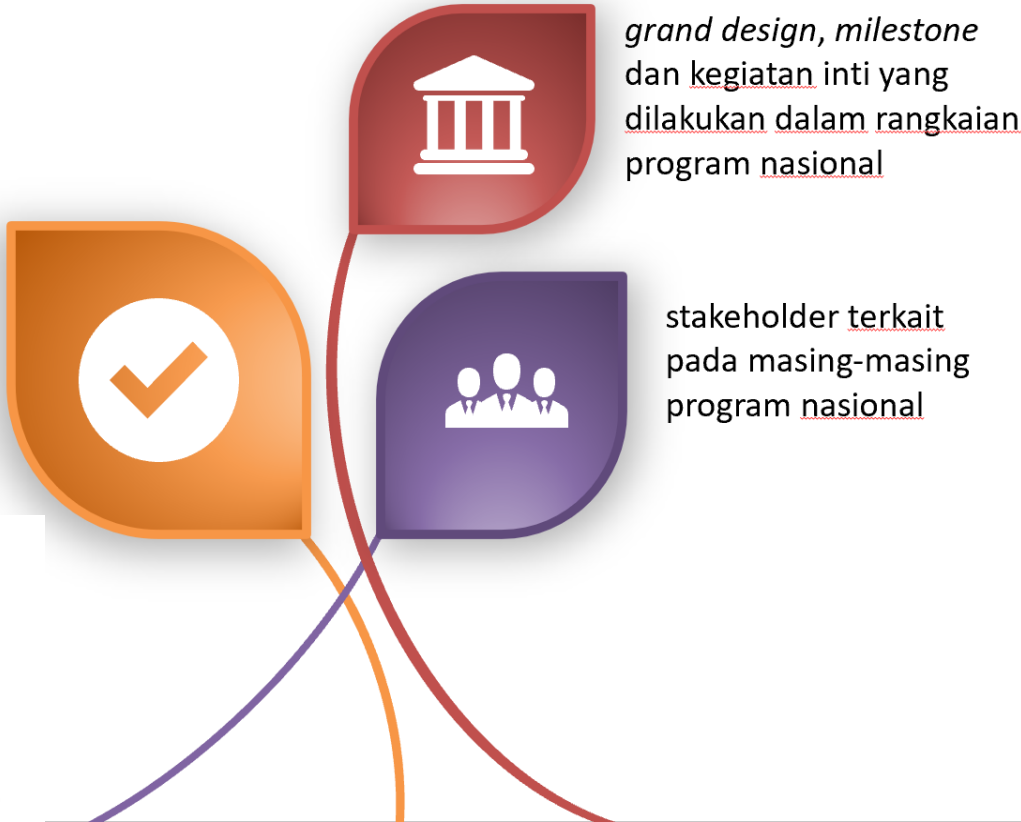 grand design, milestone
dan kegiatan inti yang
dilakukan dalam rangkaian
program nasional
stakeholder terkait
pada masing-masing
program nasional